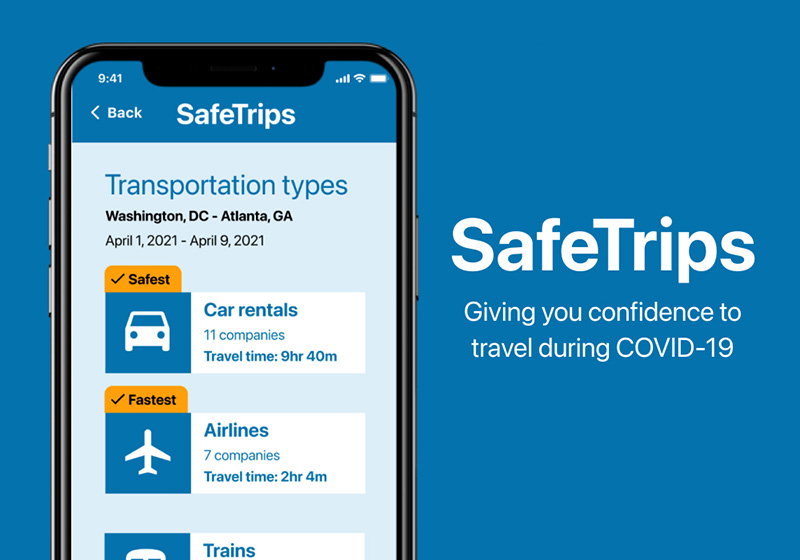 9:41
Back
SafeTrips
Transportation types
Washington, DC - Atlanta, GA
April 1, 2021 - April 9, 2021
Safest
Car rentals
11 companies
Travel time: 9hr 40m
Fastest
Airlines
7 companies
Travel time: 2hr 4m
Trains
SafeTrips
Giving you confidence to
travel during COVID-19